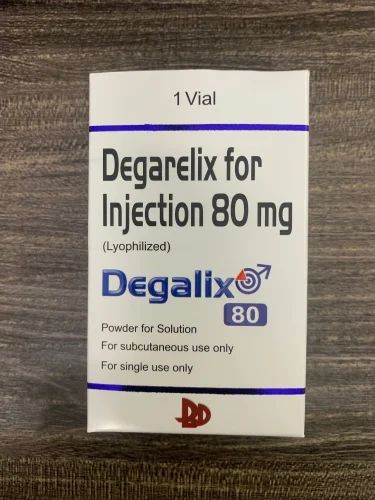 1 Vial
Degarelix for
Injection 80 mg
(Lyophilized)
Degalix
80
Powder for Solution
For subcutaneous use only
For single use only